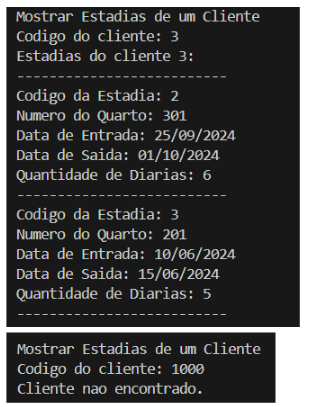 Mostrar Estadias de um Cliente
Codigo do cliente: 3
Estadias do cliente 3:
--------------------------
Codigo da Estadia: 2
Numero do Quarto: 301
Data de Entrada: 25/09/2024
Data de Saida: 01/10/2024
Quantidade de Diarias: 6
--------------------------
Codigo da Estadia: 3
Numero do Quarto: 201
Data de Entrada: 10/06/2024
Data de Saida: 15/06/2024
Quantidade de Diarias: 5
--------------------------
Mostrar Estadias de um Cliente
Codigo do cliente: 1000
Cliente nao encontrado.